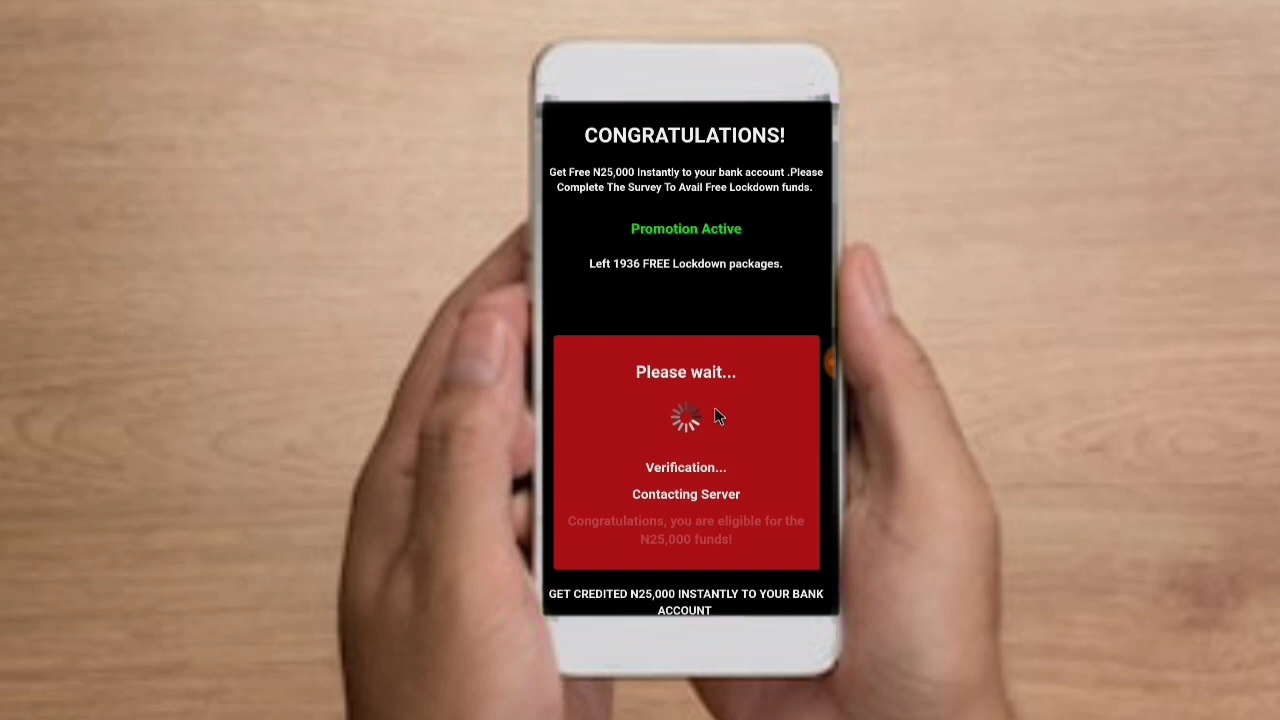 CONGRATULATIONS!
Get Free N25,000 Instantly to your bank account .Please
Complete The Survey To Avail Free Lockdown funds.
Promotion Active
Left 1936 FREE Lockdown packages.
Please wait...
Verification...
Contacting Server
Congratulations, you are eligible for the
N25,000 funds!
GET CREDITED N25,000 INSTANTLY TO YOUR BANK
ACCOUNT